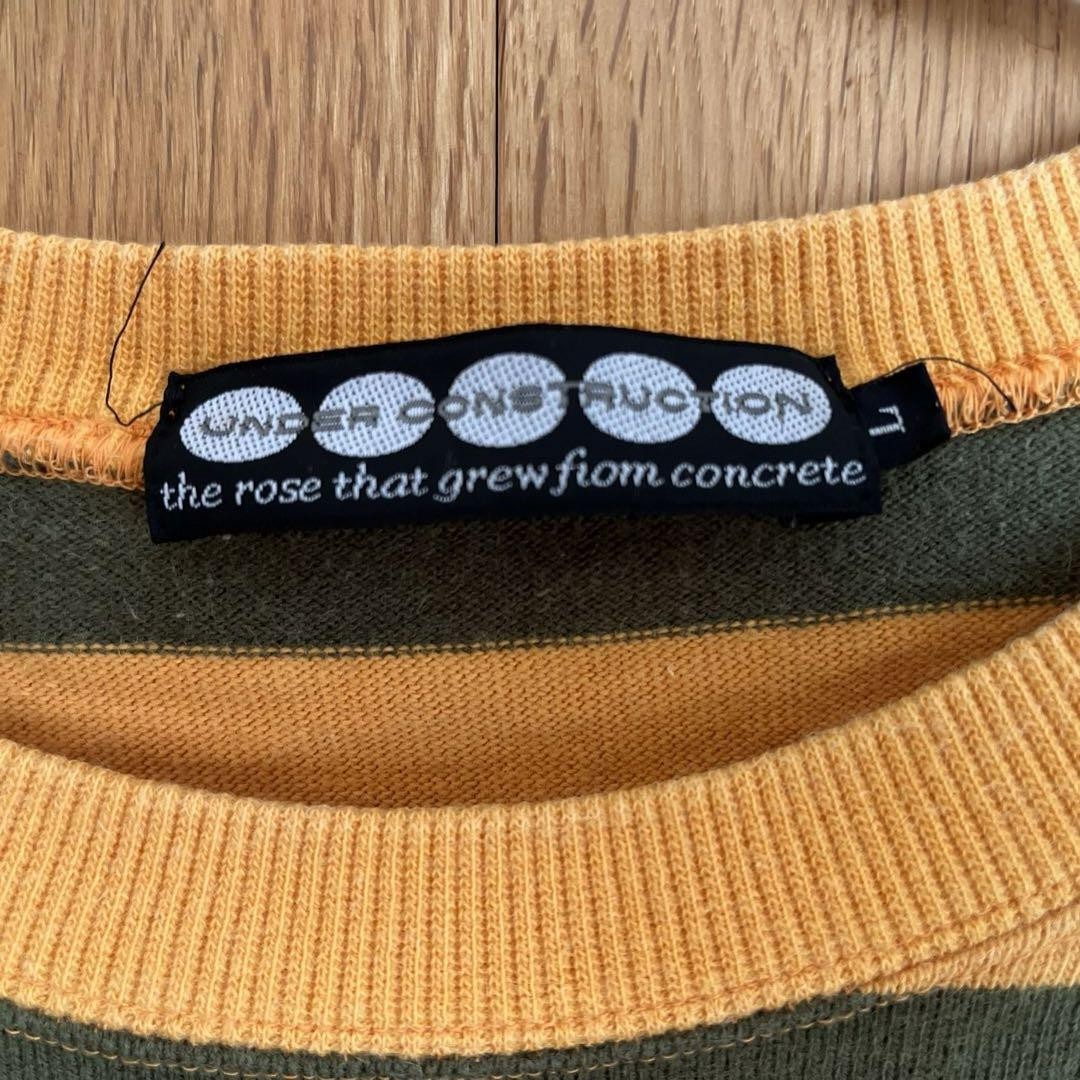 UNDER CONSTRUCTION
the rose that grew fiom concrete
L